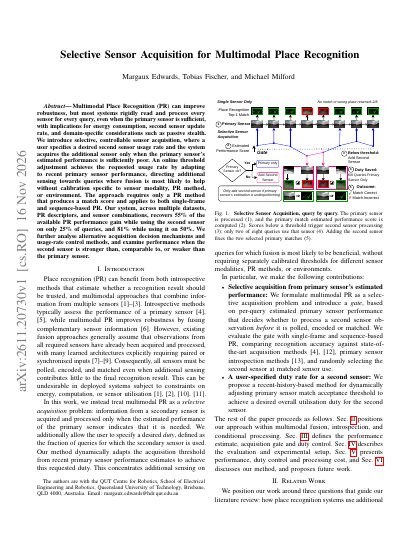 Selective Sensor Acquisition for Multimodal Place Recognition
Margaux Edwards, Tobias Fischer, and Michael Milford
arXiv:2611.20730v1 [cs.RO] 16 Nov 2026
Abstract—Multimodal Place Recognition (PR) can improve
robustness, but most systems rigidly read and process every
sensor for every query, even when the primary sensor is sufficient,
with implications for energy consumption, sensor update
rate, and domain-specific considerations such as passive stealth.
We introduce selective, controllable sensor acquisition, where a
user specifies a desired second sensor usage rate and the system
acquires the additional sensor only when the primary sensor's
estimated performance is sufficiently poor. An online threshold
adjustment achieves the requested usage rate by adapting
to recent primary sensor performance, directing additional
sensing towards queries where fusion is most likely to help
without calibration specific to sensor modality, PR method, or
environment. The approach requires only a PR method
that produces a match score and applies to both single-frame
and sequence-based PR. Our system, across multiple datasets,
PR descriptors, and sensor combinations, recovers 55% of the
available PR performance gain while using the second sensor
on only 25% of queries, and 81% while using it on 50%. We
further analyse alternative acquisition decision mechanisms and
usage-rate control methods, and examine performance when the
second sensor is stronger than, comparable to, or weaker than
the primary sensor.
I. INTRODUCTION
Place recognition (PR) can benefit from both introspective
methods that estimate whether a recognition result should
be trusted, and multimodal approaches that combine information
from multiple sensors [1]–[3]. Introspective methods
typically assess the performance of a primary sensor [4],
[5], while multimodal PR improves robustness by fusing
complementary sensor information [6]. However, existing
fusion approaches generally assume that observations from
all required sensors have already been acquired and processed,
with many learned architectures explicitly requiring paired or
synchronised inputs [7]–[9]. Consequently, all sensors must be
polled, encoded, and matched even when additional sensing
contributes little to the final recognition result. This can be
undesirable in deployed systems subject to constraints on
energy, computation, or sensor utilisation [1], [2], [10], [11].
In this work, we instead treat multimodal PR as a selective
acquisition problem: information from a secondary sensor is
acquired and processed only when the estimated performance
of the primary sensor indicates that it is needed. We
additionally allow the user to specify a desired duty, defined as
the fraction of queries for which the secondary sensor is used.
Our method dynamically adapts the acquisition threshold
from recent primary sensor performance estimates to achieve
this requested duty. This concentrates additional sensing on
The authors are with the QUT Centre for Robotics, School of Electrical
Engineering and Robotics, Queensland University of Technology, Brisbane,
QLD 4000, Australia.
Single Sensor Only
Place Recognition
Top-1 Match
Selective
Sensor
Acquisition
Primary Sensor
Estimated
Performance Score
Gate
Yes
No
Primary only
Below threshold:
Add Second
Sensor
Duty Saved:
Outcome:
Fig. 1. Selective Sensor Acquisition, query by query. The primary sensor
is processed (1), and the primary match estimated performance score is
computed (2). Scores below a threshold trigger second sensor processing
(3); only two of eight queries use that sensor (4). Adding the second sensor
fixes the two selected primary matches (5).
queries for which fusion is most likely to be beneficial, without
requiring separately calibrated thresholds for different sensor
modalities, PR methods, or environments.
In particular, we make the following contributions:
• Selective acquisition from primary sensor's estimated
performance. We formulate multimodal PR as a selective
acquisition problem and introduce a gate, based
on per-query estimated primary sensor performance that
decides whether to process a second sensor observation
before it is polled, encoded or matched. We
evaluate the gate with single-frame and sequence-based
PR, comparing recognition accuracy against state-of-the-art
acquisition methods [4], [12], primary sensor
introspection methods [13], and randomly selecting the
second sensor at matched sensor use.
• A user-specified duty rate for a second sensor: We
propose a recent-history-based method for dynamically
adjusting primary sensor match acceptance threshold to
achieve a desired overall utilisation duty for the second
sensor.
The rest of the paper proceeds as follows. Sec. II positions
our approach within multimodal fusion, introspection, and
conditional processing. Sec. III defines the performance
estimate, acquisition gate and duty control. Sec. IV describes
the evaluation and experimental setup, Sec. V presents
performance, duty control and processing cost, and Sec. VI
discusses our method, and proposes future work.
II. RELATED WORK
We position our work around three questions that guide our
literature review: how place recognition systems use additional